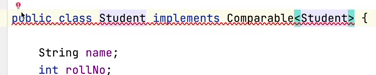 public class Student implements Comparable<Student> {
String name;
int rollNo;